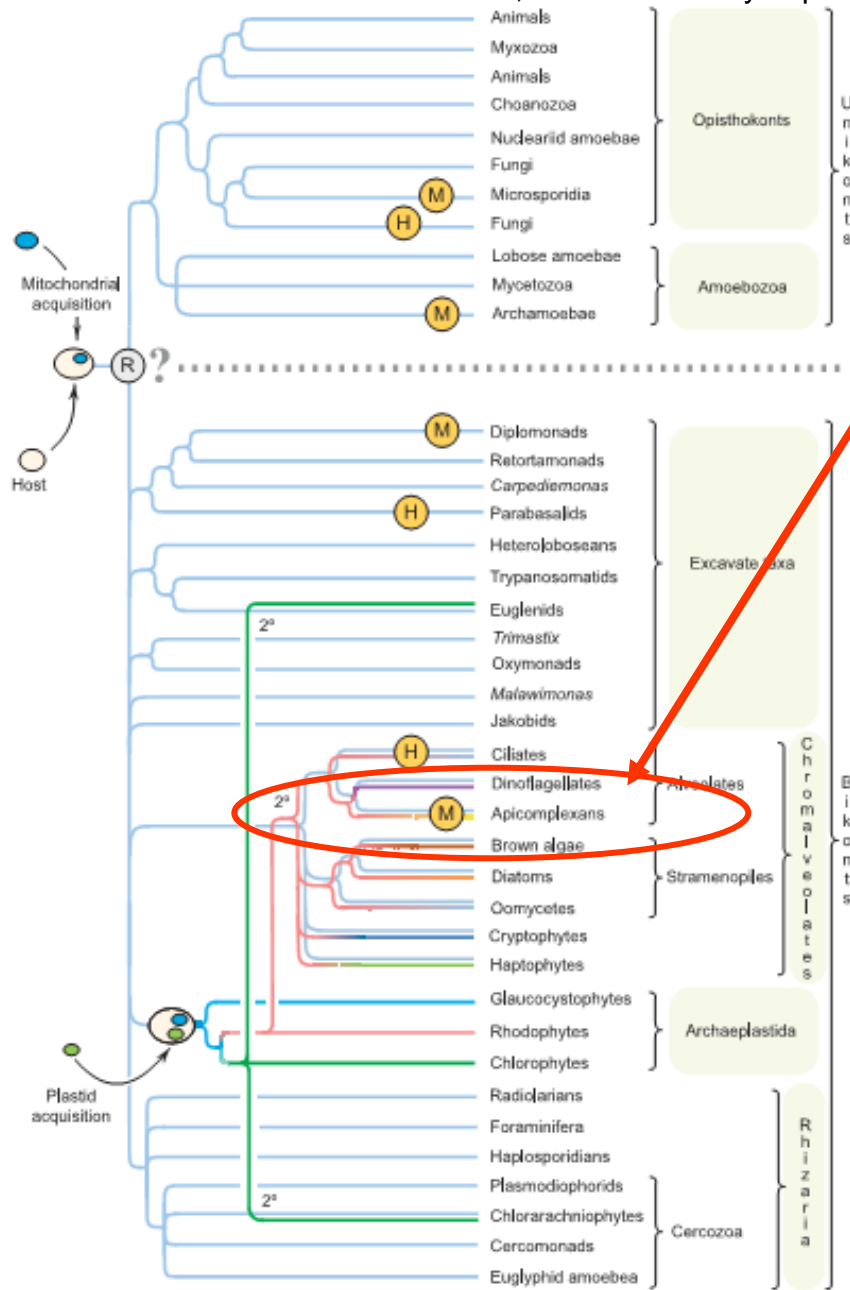 Animals
Myxozoa
Animals
Choanozoa
Nucleariid amoebae
Fungi
M
Microsporidia
H
Fungi
Opisthokonts
Lobose amoebae
Mycetozoa
M
Archamoebae
Amoebozoa
U
n
i
k
o
n
t
s
Mitochondrial
acquisition
R
?
Host
M
Diplomonads
Retortamonads
Carpediemonas
H
Parabasalids
Heteroloboseans
Trypanosomatids
Euglenids
2°
Trimastix
Oxymonads
Malawimonas
Jakobids
Excavate taxa
H
Ciliates
Dinoflagellates
2°
M
Apicomplexans
Alveolates
Brown algae
Diatoms
Oomycetes
Stramenopiles
Cryptophytes
Haptophytes
C
h
r
o
m
a
l
v
e
o
l
a
t
e
s
B
i
k
o
n
t
s
Glaucocystophytes
Rhodophytes
Chlorophytes
Archaeplastida
Plastid
acquisition
Radiolarians
Foraminifera
Haplosporidians
Plasmodiophorids
2°
Chlorarachniophytes
Cercomonads
Euglyphid amoebea
Cercozoa
R
h
i
z
a
r
i
a